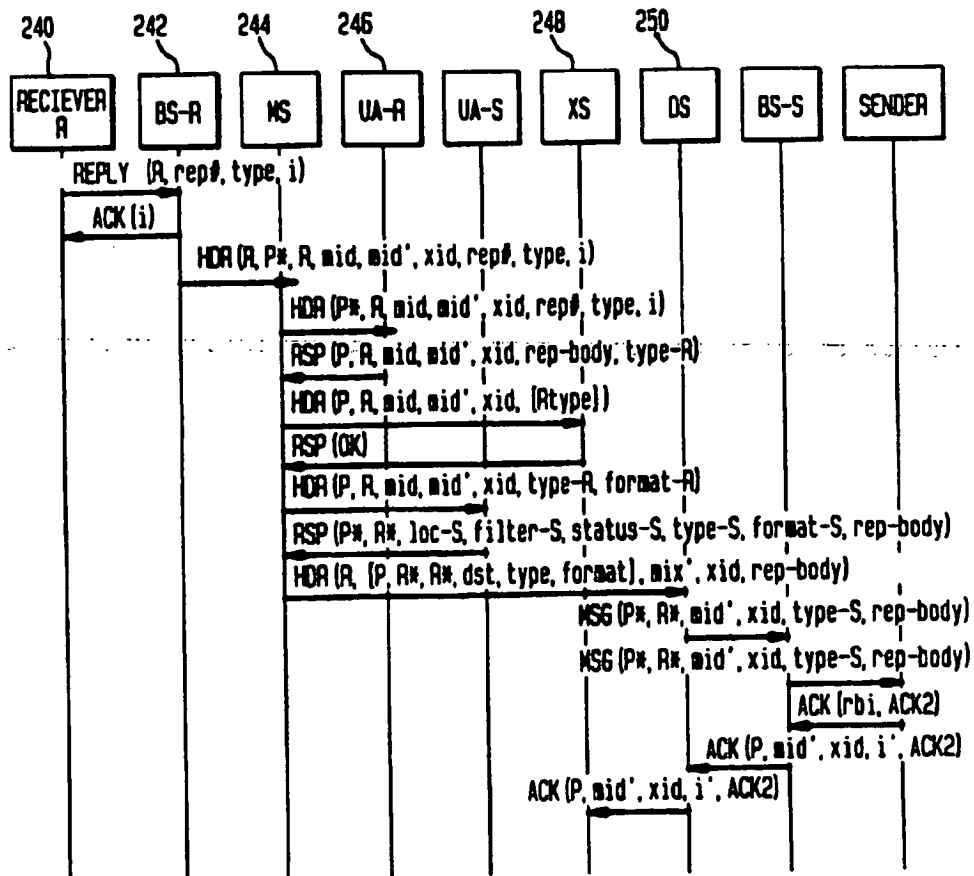 240 242 244 246 248 250
RECIEVER A BS-R MS UA-R UA-S XS DS BS-S SENDER
REPLY (R, rep#, type, i)
ACK (i)
HDR (R, P*, R, mid, mid', xid, rep#, type, i)
HDR (P*, R, mid, mid', xid, rep#, type, i)
RSP (P, R, mid, mid', xid, rep-body, type-R)
HDR (P, R, mid, mid', xid, {Rtype})
RSP (OK)
HDR (P, R, mid, mid', xid, type-R, format-R)
RSP (P*, R*, loc-S, filter-S, status-S, type-S, format-S, rep-body)
HDR (R, {P, R*, R*, dst, type, format}, mix', xid, rep-body)
MSG (P*, R*, mid', xid, type-S, rep-body)
MSG (P*, R*, mid', xid, type-S, rep-body)
ACK (rbi, ACK2)
ACK (P, mid', xid, i', ACK2)
ACK (P, mid', xid, i', ACK2)